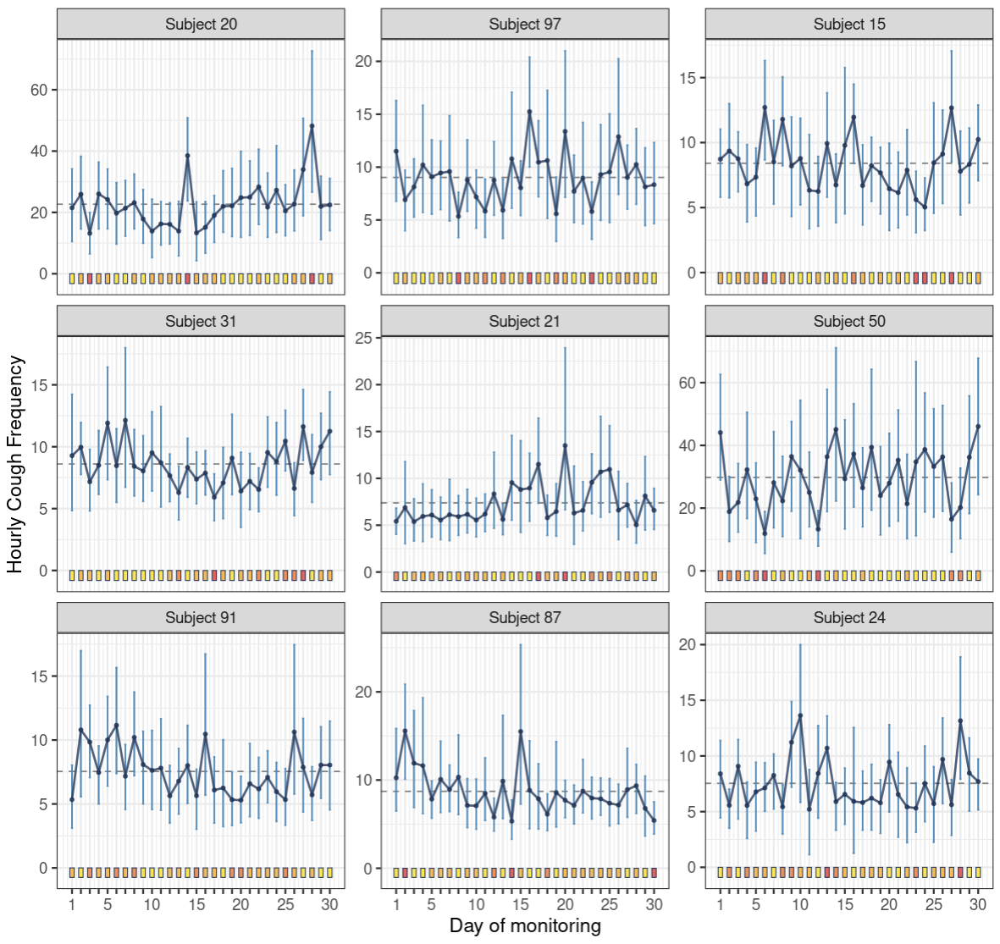 Subject 20
Subject 97
Subject 15
60
40
20
0
20
15
10
5
0
15
10
5
0
Subject 31
Subject 21
Subject 50
15
10
5
0
25
20
15
10
5
0
60
40
20
0
Hourly Cough Frequency
Subject 91
Subject 87
Subject 24
15
10
5
0
20
10
0
20
15
10
5
0
1 5 10 15 20 25 30
1 5 10 15 20 25 30
1 5 10 15 20 25 30
Day of monitoring